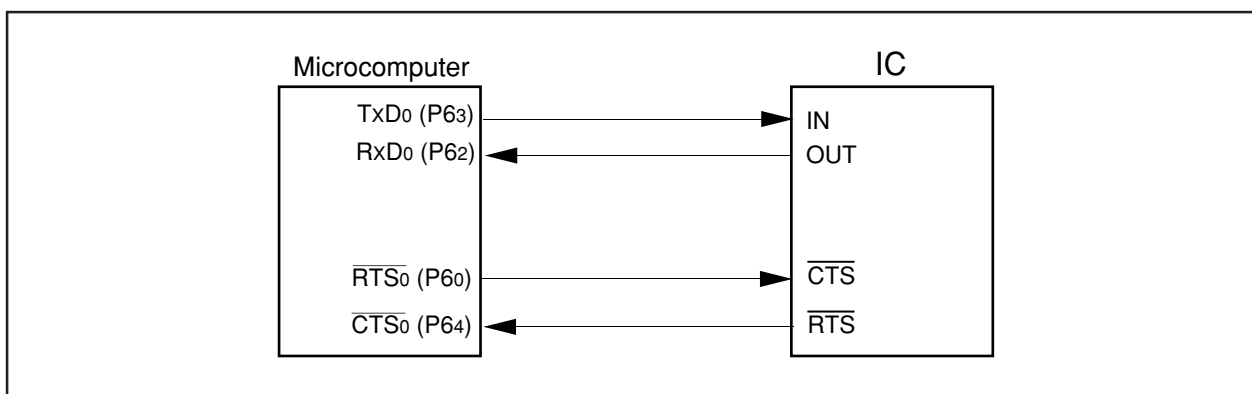 Microcomputer
IC
TxD0 (P63)
IN
RxD0 (P62)
OUT
RTS0 (P60)
CTS
CTS0 (P64)
RTS